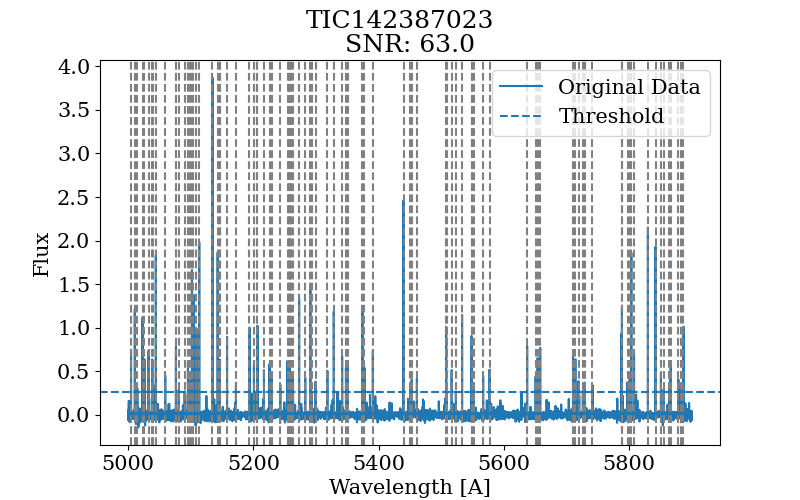 TIC142387023
SNR: 63.0
Original Data
Threshold
4.0
3.5
3.0
2.5
2.0
1.5
1.0
0.5
0.0
Flux
5000 5200 5400 5600 5800
Wavelength [A]